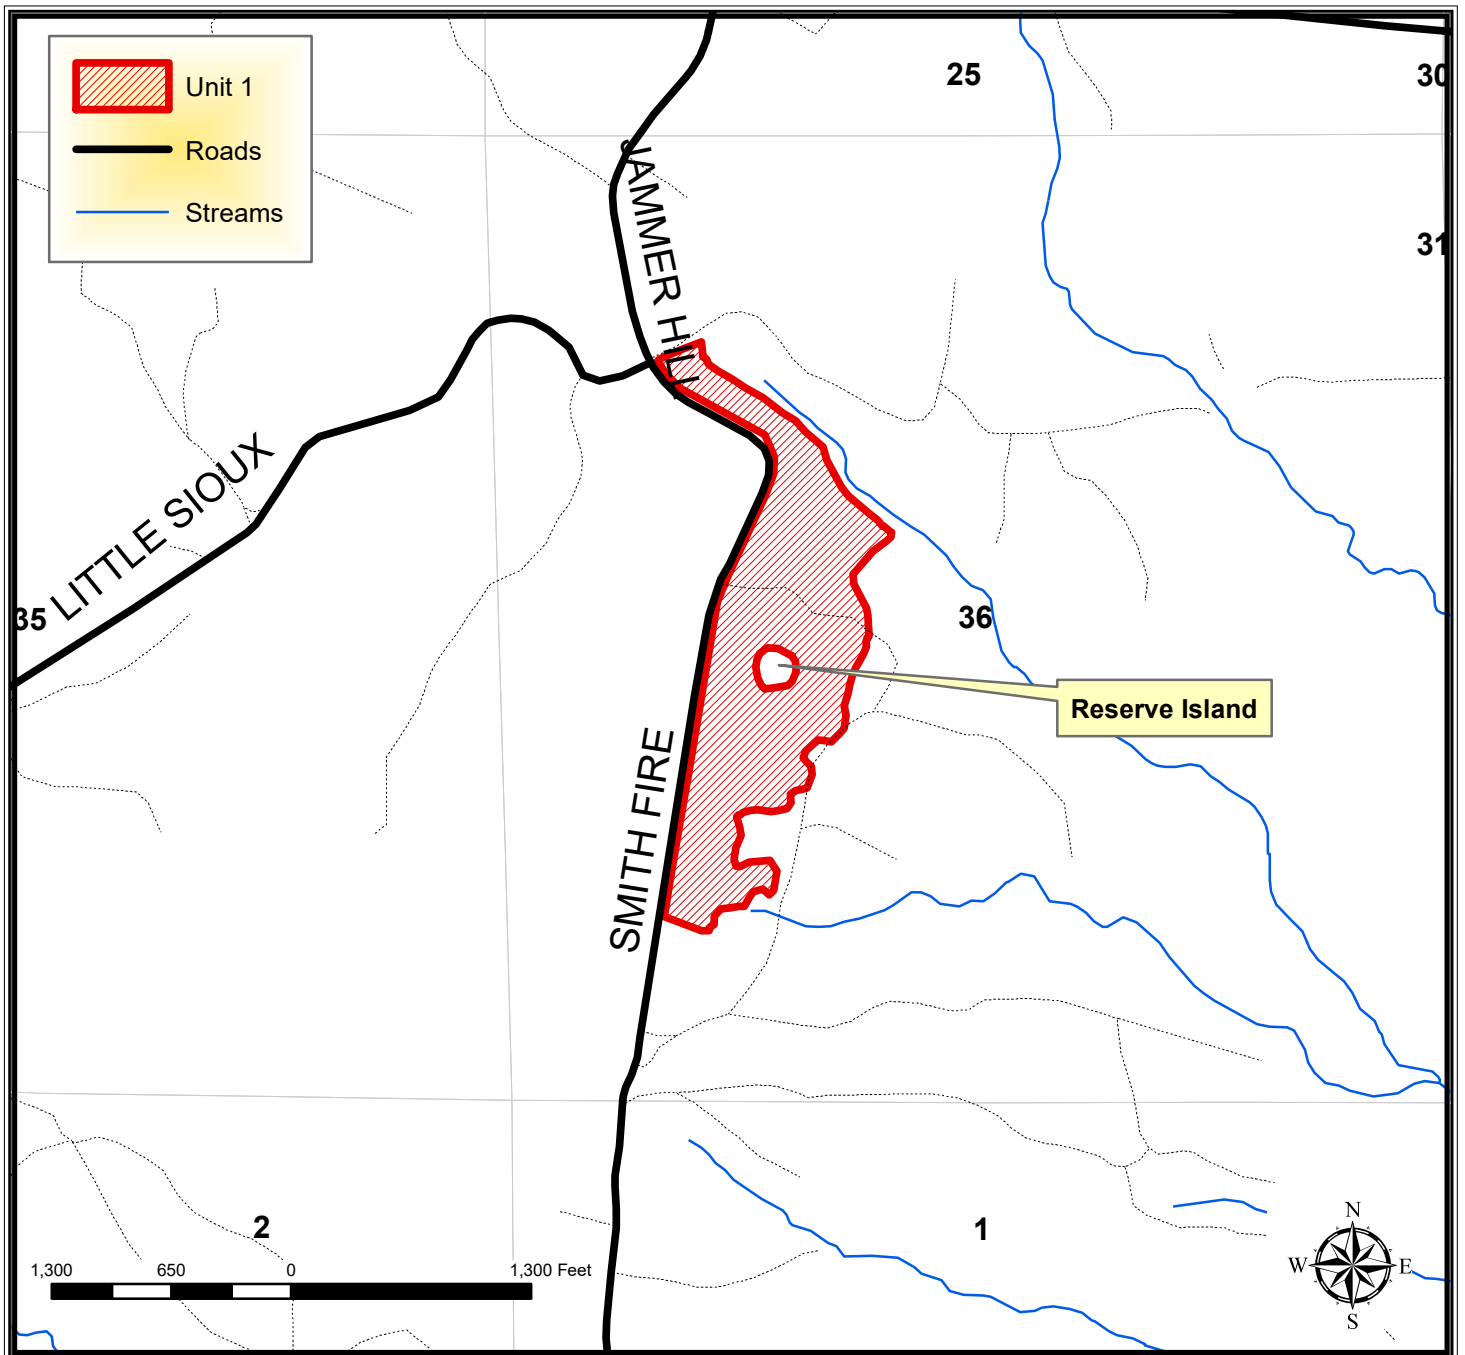 Unit 1
Roads
Streams
25
30
31
JAMMER HILL
LITTLE SIOUX
35
36
Reserve Island
SMITH FIRE
2
1
1,300 650 0 1,300 Feet
N
W E
S